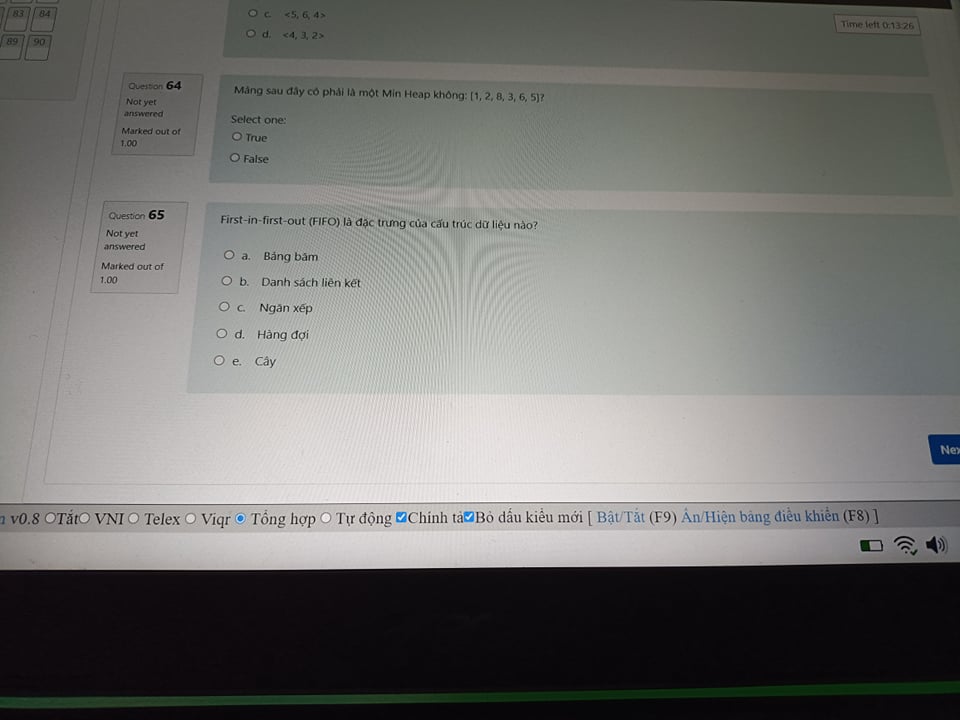 83 84
89 90
c. <5, 6, 4>
d. <4, 3, 2>
Time left 0:13:26
Question 64
Not yet
answered
Marked out of
1.00
Mảng sau đây có phải là một Min Heap không: [1, 2, 8, 3, 6, 5]?
Select one:
True
False
Question 65
Not yet
answered
Marked out of
1.00
First-in-first-out (FIFO) là đặc trưng của cấu trúc dữ liệu nào?
a. Bảng băm
b. Danh sách liên kết
c. Ngăn xếp
d. Hàng đợi
e. Cây
v0.8 Tắt VNI Telex Viqr Tổng hợp Tự động Chính tả Bỏ dấu kiểu mới [ Bật/Tắt (F9) Ẩn/Hiện bảng điều khiển (F8) ]